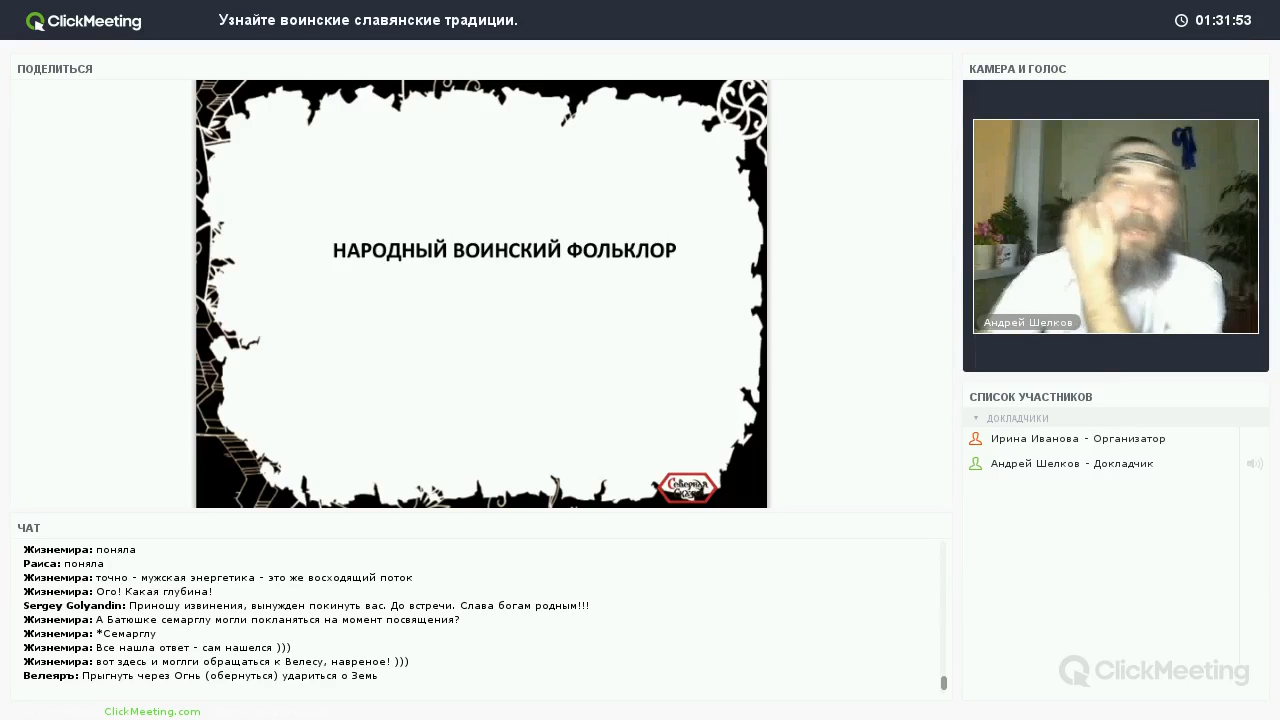 ClickMeeting
Узнайте воинские славянские традиции.
01:31:53
ПОДЕЛИТЬСЯ
НАРОДНЫЙ ВОИНСКИЙ ФОЛЬКЛОР
Северная
КАМЕРА И ГОЛОС
Андрей Шелков
СПИСОК УЧАСТНИКОВ
ДОКЛАДЧИКИ
Ирина Иванова - Организатор
Андрей Шелков - Докладчик
ClickMeeting
ЧАТ
Жизнемира: поняла
Раиса: поняла
Жизнемира: точно - мужская энергетика - это же восходящий поток
Жизнемира: Ого! Какая глубина!
Sergey Golyandin: Приношу извинения, вынужден покинуть вас. До встречи. Слава богам родным!!!
Жизнемира: А Батюшке семарглу могли покланяться на момент посвящения?
Жизнемира: *Семарглу
Жизнемира: Все нашла ответ - сам нашелся )))
Жизнемира: вот здесь и моглги обращаться к Велесу, навреное! )))
Велеяръ: Прыгнуть через Огнь (обернуться) удариться о Земь
ClickMeeting.com